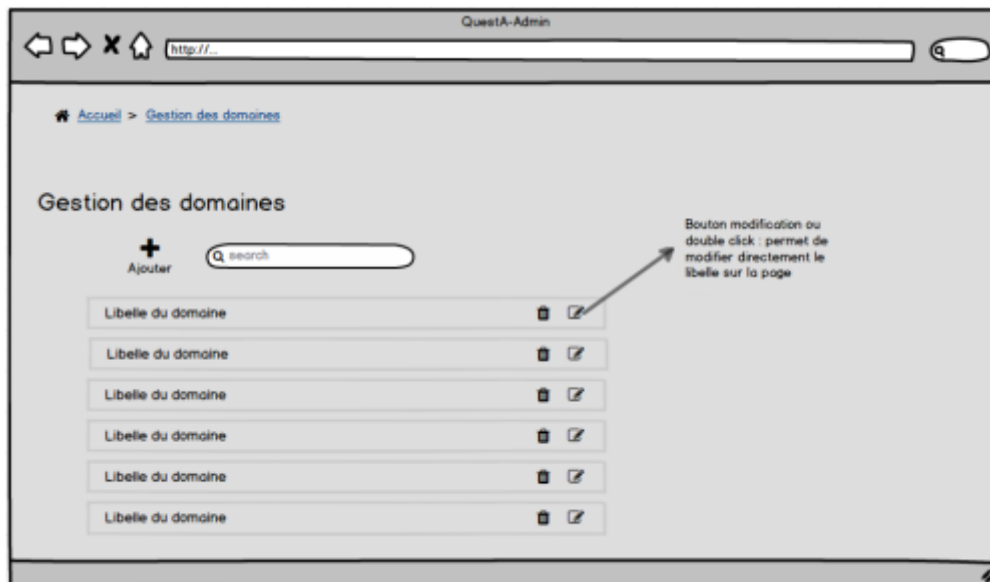 QuestA-Admin
http://...
Accueil > Gestion des domaines
Gestion des domaines
Ajouter
search
Bouton modification ou
double click : permet de
modifier directement le
libelle sur la page
Libelle du domaine
Libelle du domaine
Libelle du domaine
Libelle du domaine
Libelle du domaine
Libelle du domaine